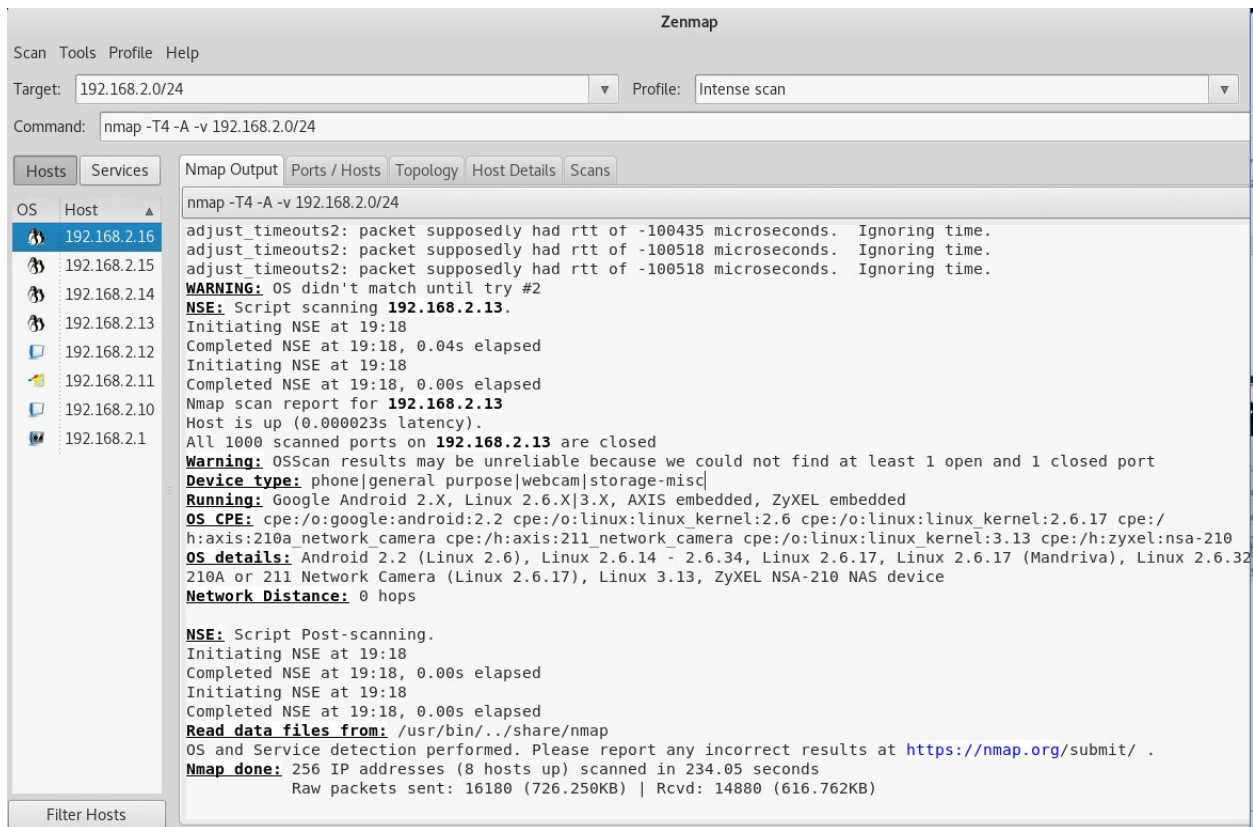 Zenmap
Scan Tools Profile Help
Target: 192.168.2.0/24 Profile: Intense scan
Command: nmap -T4 -A -v 192.168.2.0/24
Hosts Services
Nmap Output Ports / Hosts Topology Host Details Scans
OS Host
nmap -T4 -A -v 192.168.2.0/24
192.168.2.16
192.168.2.15
192.168.2.14
192.168.2.13
192.168.2.12
192.168.2.11
192.168.2.10
192.168.2.1
adjust_timeouts2: packet supposedly had rtt of -100435 microseconds. Ignoring time.
adjust_timeouts2: packet supposedly had rtt of -100518 microseconds. Ignoring time.
adjust_timeouts2: packet supposedly had rtt of -100518 microseconds. Ignoring time.
WARNING: OS didn't match until try #2
NSE: Script scanning 192.168.2.13.
Initiating NSE at 19:18
Completed NSE at 19:18, 0.04s elapsed
Initiating NSE at 19:18
Completed NSE at 19:18, 0.00s elapsed
Nmap scan report for 192.168.2.13
Host is up (0.000023s latency).
All 1000 scanned ports on 192.168.2.13 are closed
Warning: OSScan results may be unreliable because we could not find at least 1 open and 1 closed port
Device type: phone|general purpose|webcam|storage-misc
Running: Google Android 2.X, Linux 2.6.X|3.X, AXIS embedded, ZyXEL embedded
OS CPE: cpe:/o:google:android:2.2 cpe:/o:linux:linux_kernel:2.6 cpe:/o:linux:linux_kernel:2.6.17 cpe:/
h:axis:210a_network_camera cpe:/h:axis:211_network_camera cpe:/o:linux:linux_kernel:3.13 cpe:/h:zyxel:nsa-210
OS details: Android 2.2 (Linux 2.6), Linux 2.6.14 - 2.6.34, Linux 2.6.17, Linux 2.6.17 (Mandriva), Linux 2.6.32
210A or 211 Network Camera (Linux 2.6.17), Linux 3.13, ZyXEL NSA-210 NAS device
Network Distance: 0 hops
NSE: Script Post-scanning.
Initiating NSE at 19:18
Completed NSE at 19:18, 0.00s elapsed
Initiating NSE at 19:18
Completed NSE at 19:18, 0.00s elapsed
Read data files from: /usr/bin/../share/nmap
OS and Service detection performed. Please report any incorrect results at https://nmap.org/submit/ .
Nmap done: 256 IP addresses (8 hosts up) scanned in 234.05 seconds
Raw packets sent: 16180 (726.250KB) | Rcvd: 14880 (616.762KB)
Filter Hosts